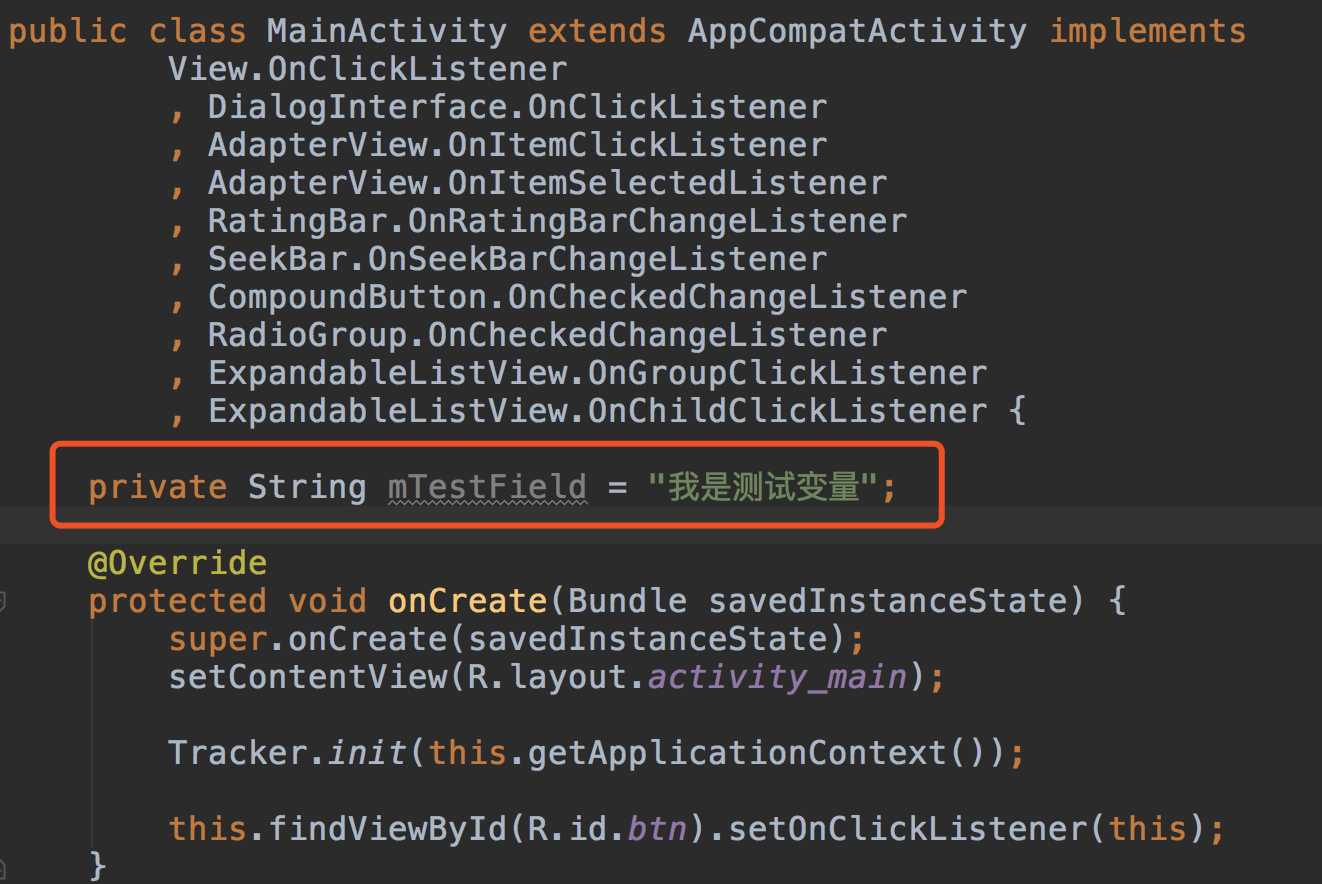 public class MainActivity extends AppCompatActivity implements
View.OnClickListener
, DialogInterface.OnClickListener
, AdapterView.OnItemClickListener
, AdapterView.OnItemSelectedListener
, RatingBar.OnRatingBarChangeListener
, SeekBar.OnSeekBarChangeListener
, CompoundButton.OnCheckedChangeListener
, RadioGroup.OnCheckedChangeListener
, ExpandableListView.OnGroupClickListener
, ExpandableListView.OnChildClickListener {
private String mTestField = "我是测试变量";
@Override
protected void onCreate(Bundle savedInstanceState) {
super.onCreate(savedInstanceState);
setContentView(R.layout.activity_main);
Tracker.init(this.getApplicationContext());
this.findViewById(R.id.btn).setOnClickListener(this);
}